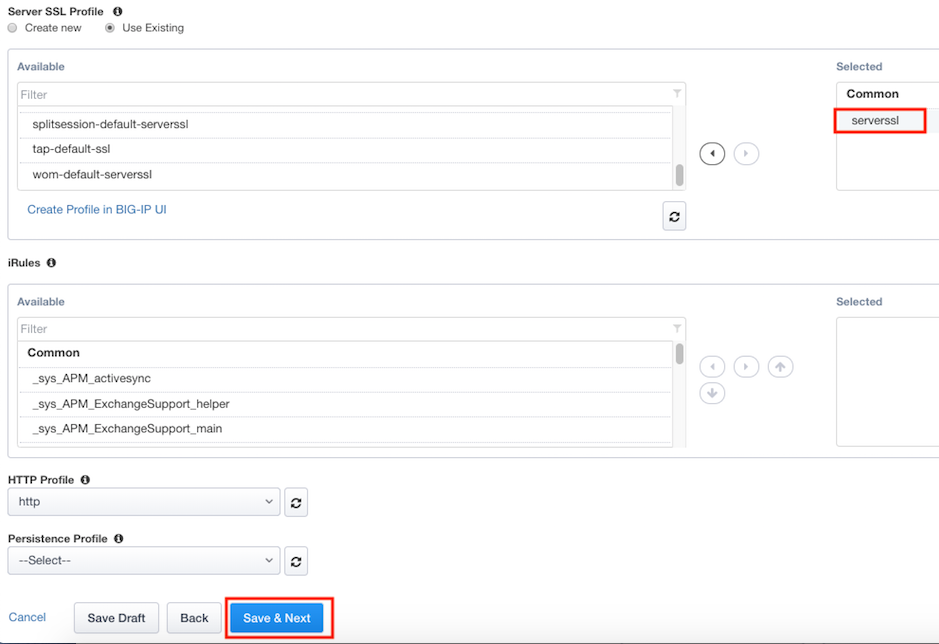 Server SSL Profile
Create new Use Existing
Available Selected
Filter Common
splitsession-default-serverssl serverssl
tap-default-ssl
wom-default-serverssl
Create Profile in BIG-IP UI
iRules
Available Selected
Filter
Common
_sys_APM_activesync
_sys_APM_ExchangeSupport_helper
_sys_APM_ExchangeSupport_main
HTTP Profile
http
Persistence Profile
--Select--
Cancel Save Draft Back Save & Next